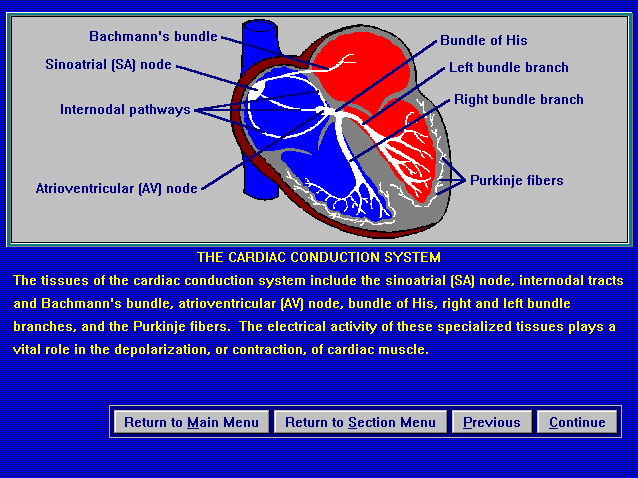 Bachmann's bundle
Sinoatrial (SA) node
Internodal pathways
Atrioventricular (AV) node
Bundle of His
Left bundle branch
Right bundle branch
Purkinje fibers
THE CARDIAC CONDUCTION SYSTEM
The tissues of the cardiac conduction system include the sinoatrial (SA) node, internodal tracts
and Bachmann's bundle, atrioventricular (AV) node, bundle of His, right and left bundle
branches, and the Purkinje fibers.  The electrical activity of these specialized tissues plays a
vital role in the depolarization, or contraction, of cardiac muscle.
Return to Main Menu
Return to Section Menu
Previous
Continue